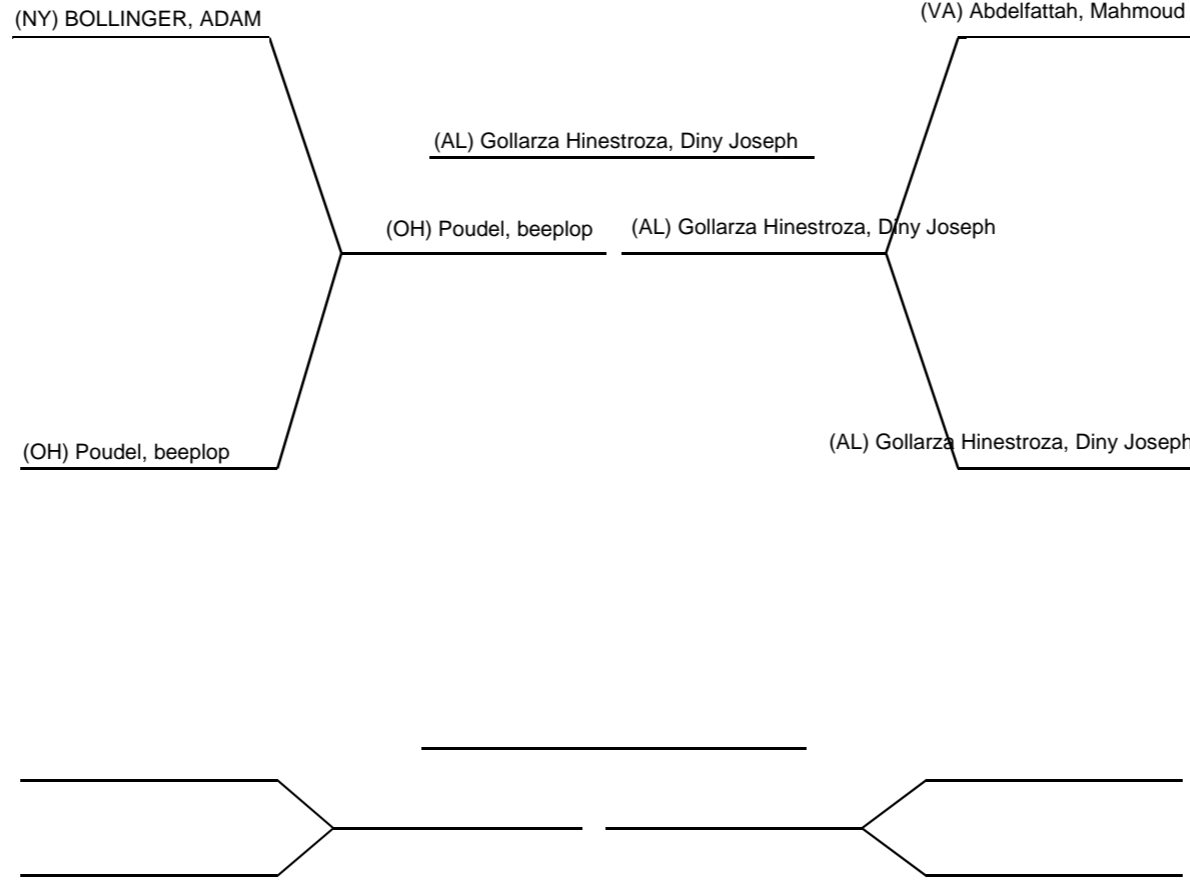 (NY) BOLLINGER, ADAM
(VA) Abdelfattah, Mahmoud
(AL) Gollarza Hinestroza, Diny Joseph
(OH) Poudel, beeplop
(AL) Gollarza Hinestroza, Diny Joseph
(OH) Poudel, beeplop
(AL) Gollarza Hinestroza, Diny Joseph